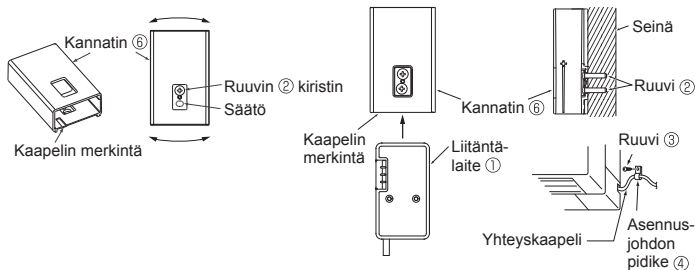 Kannatin ⑥
Ruuvin ② kiristin
Säätö
Kaapelin merkintä
Kannatin ⑥
Kaapelin
merkintä
Liitäntä-
laite ①
Seinä
Ruuvi ②
Ruuvi ③
Yhteyskaapeli
Asennus-
johdon
pidike ④